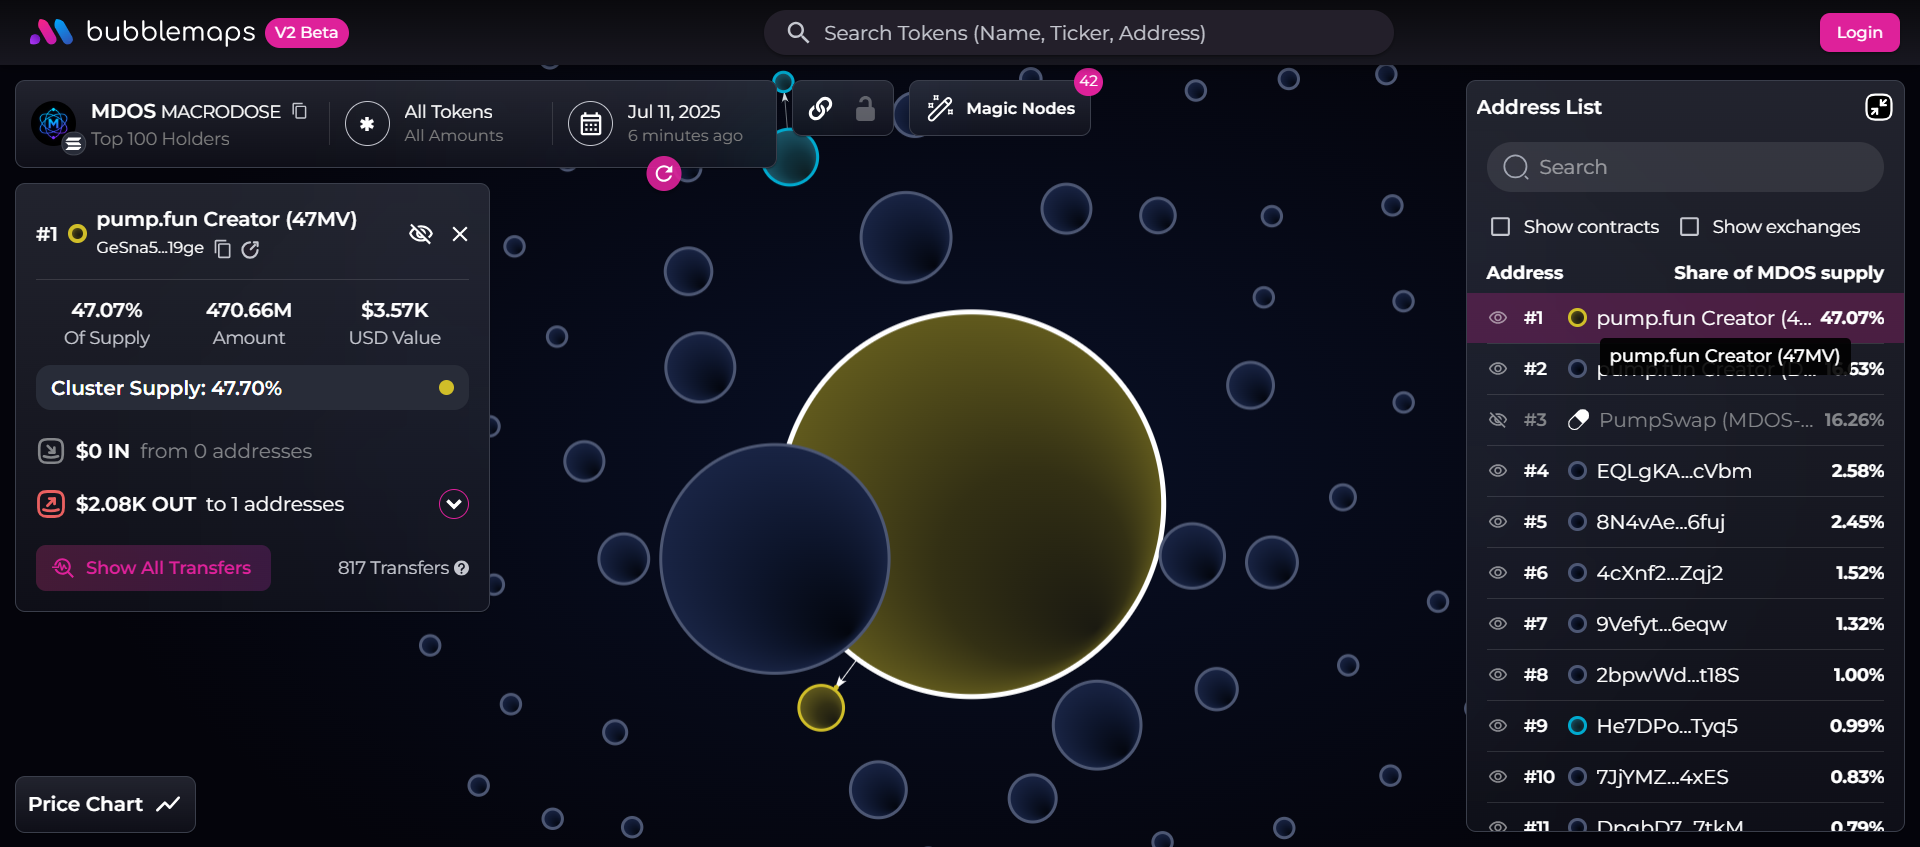 bubblemaps V2 Beta
Search Tokens (Name, Ticker, Address)
Login
MDOS MACRODOSE
Top 100 Holders
All Tokens
All Amounts
Jul 11, 2025
6 minutes ago
Magic Nodes
42
#1 pump.fun Creator (47MV)
GeSna5...19ge
47.07% 470.66M $3.57K
Of Supply Amount USD Value
Cluster Supply: 47.70%
$0 IN from 0 addresses
$2.08K OUT to 1 addresses
Show All Transfers 817 Transfers
Price Chart
Address List
Search
Show contracts Show exchanges
Address Share of MDOS supply
#1 pump.fun Creator (4... 47.07%
pump.fun Creator (47MV)
#2
#3 PumpSwap (MDOS-... 16.26%
#4 EQLgKA...cVbm 2.58%
#5 8N4vAe...6fuj 2.45%
#6 4cXnf2...Zqj2 1.52%
#7 9Vefyt...6eqw 1.32%
#8 2bpwWd...t18S 1.00%
#9 He7DPo...Tyq5 0.99%
#10 7JjYMZ...4xES 0.83%
#11 0.79%